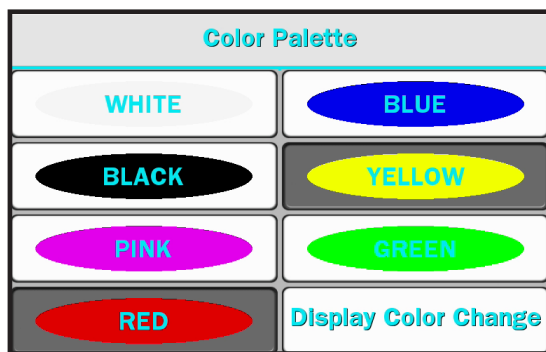 Color Palette
WHITE
BLUE
BLACK
YELLOW
PINK
GREEN
RED
Display Color Change